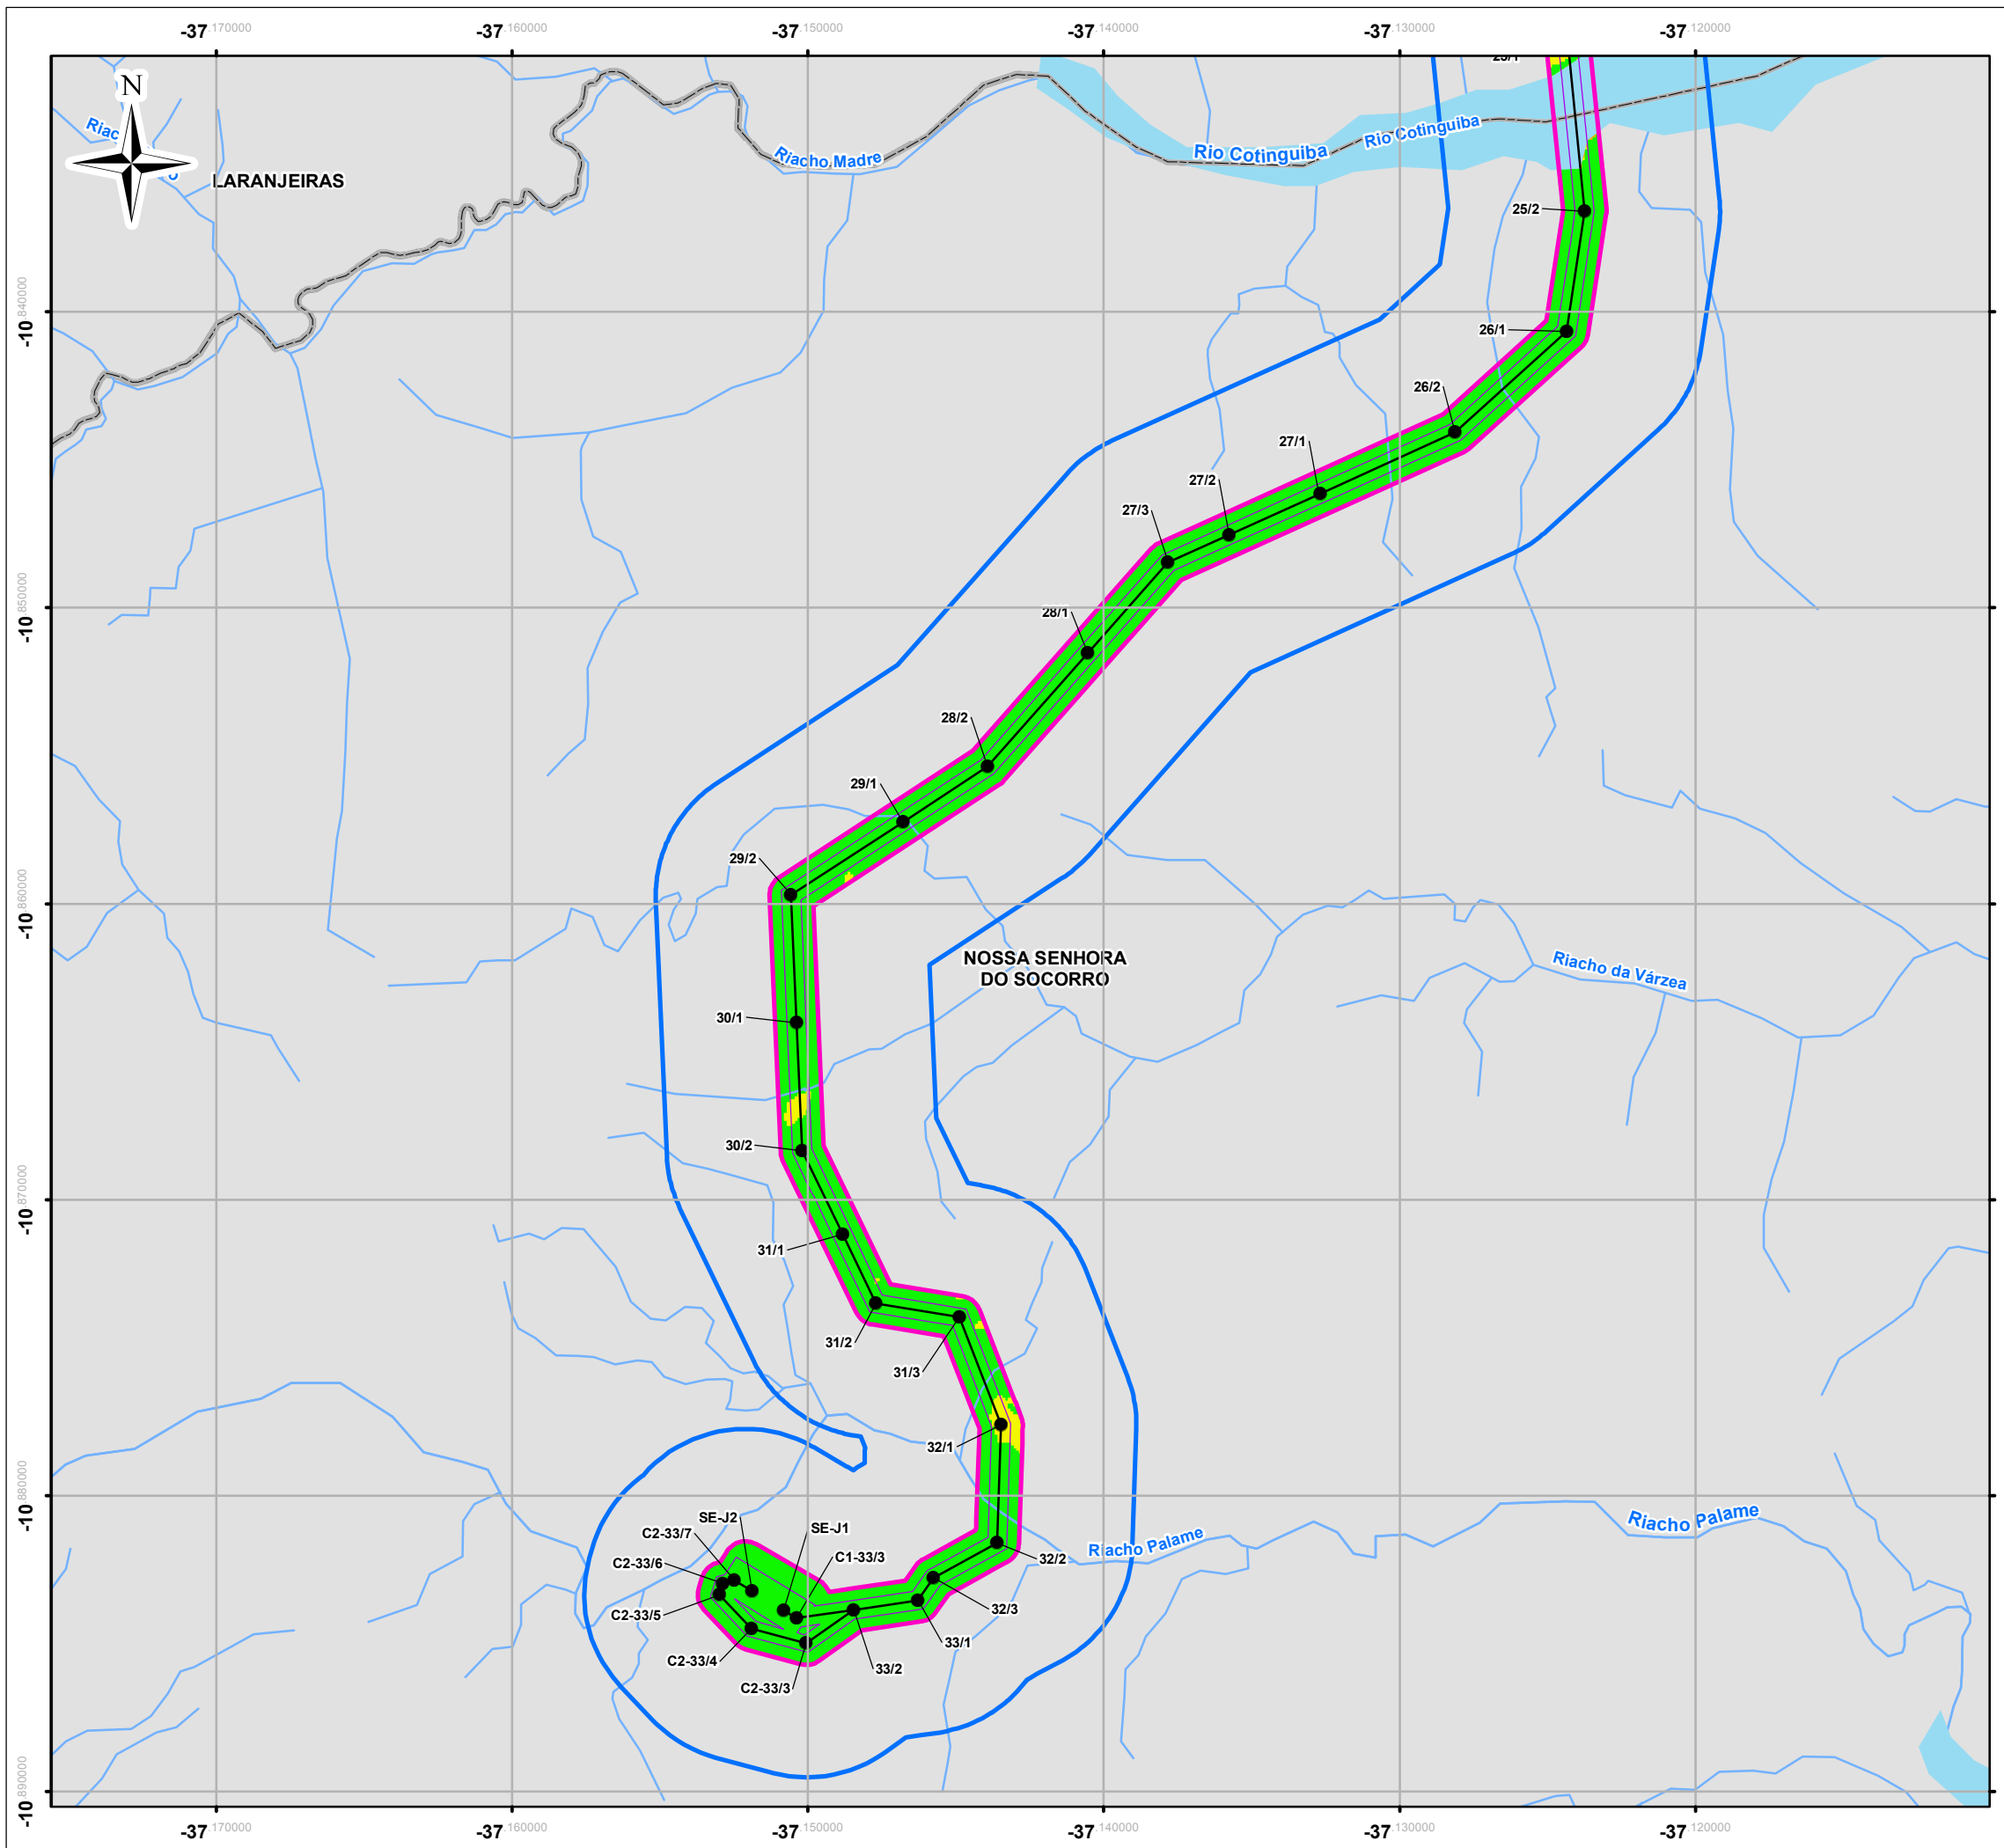 -37.170000 -37.160000 -37.150000 -37.140000 -37.130000 -37.120000
N
LARANJEIRAS
Riacho Madre
Rio Cotinguiba
Rio Cotinguiba
25/2
-10.840000
26/1
26/2
27/1
27/2
27/3
-10.850000
28/1
28/2
29/1
29/2
-10.860000
NOSSA SENHORA
DO SOCORRO
Riacho da Várzea
30/1
30/2
-10.870000
31/1
31/2
31/3
32/1
-10.880000
SE-J2
SE-J1
C2-33/7
C1-33/3
C2-33/6
Riacho Palame
Riacho Palame
32/2
C2-33/5
32/3
33/1
C2-33/4
33/2
C2-33/3
-10.890000
-37.170000 -37.160000 -37.150000 -37.140000 -37.130000 -37.120000